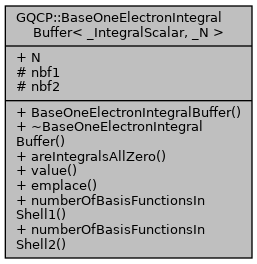 GQCP::BaseOneElectronIntegral
Buffer< _IntegralScalar, _N >
+ N
# nbf1
# nbf2
+ BaseOneElectronIntegralBuffer()
+ ~BaseOneElectronIntegral
Buffer()
+ areIntegralsAllZero()
+ value()
+ emplace()
+ numberOfBasisFunctionsIn
Shell1()
+ numberOfBasisFunctionsIn
Shell2()